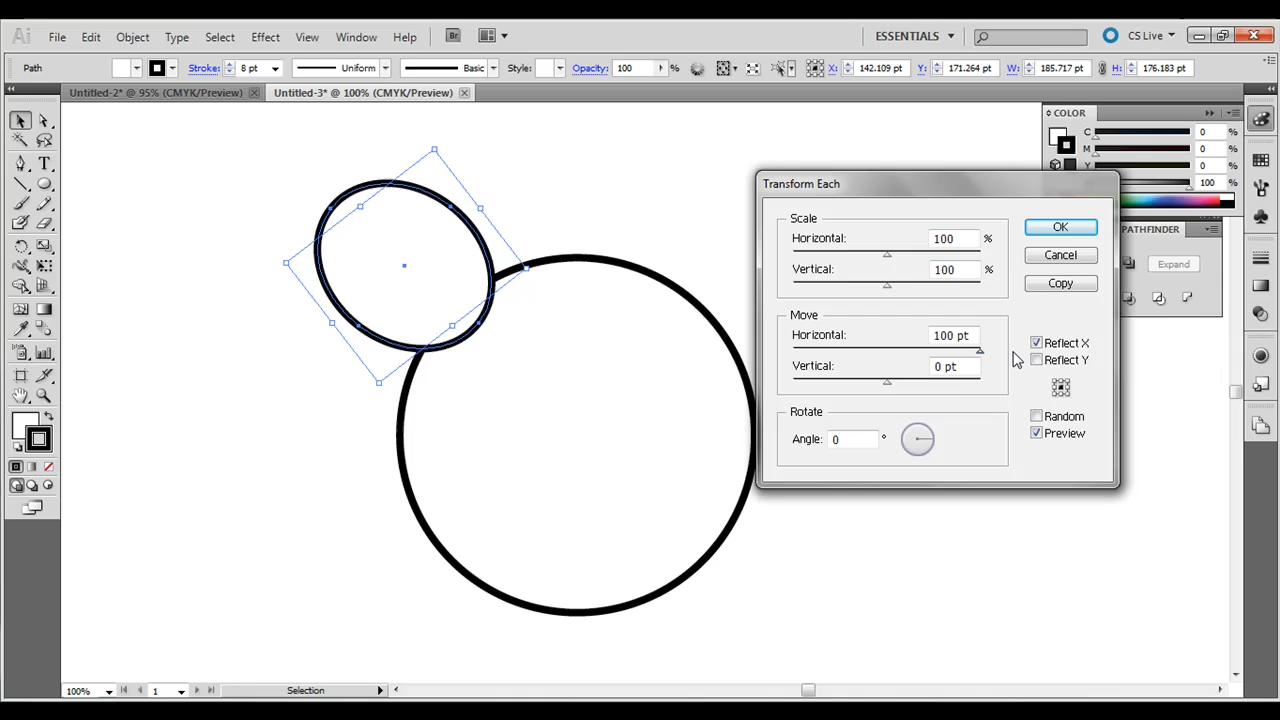 Ai File Edit Object Type Select Effect View Window Help Br ESSENTIALS CS Live
Path Stroke: 8 pt Uniform Basic Style: Opacity: 100 % X: 142.109 pt Y: 171.264 pt W: 185.717 pt H: 176.183 pt
Untitled-2* @ 95% (CMYK/Preview) Untitled-3* @ 100% (CMYK/Preview)
COLOR
C 0 %
M 0 %
Y 0 %
100 %
PATHFINDER
Expand
Transform Each
Scale
Horizontal: 100 %
Vertical: 100 %
Move
Horizontal: 100 pt
Vertical: 0 pt
Rotate
Angle: 0 °
OK
Cancel
Copy
Reflect X
Reflect Y
Random
Preview
100% 1 Selection